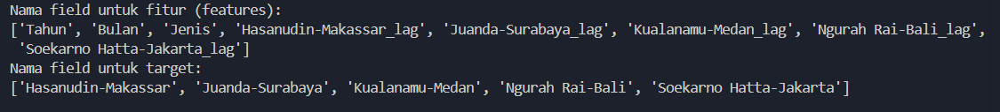 Nama field untuk fitur (features):
['Tahun', 'Bulan', 'Jenis', 'Hasanudin-Makassar_lag', 'Juanda-Surabaya_lag', 'Kualanamu-Medan_lag', 'Ngurah Rai-Bali_lag',
'Soekarno Hatta-Jakarta_lag']
Nama field untuk target:
['Hasanudin-Makassar', 'Juanda-Surabaya', 'Kualanamu-Medan', 'Ngurah Rai-Bali', 'Soekarno Hatta-Jakarta']